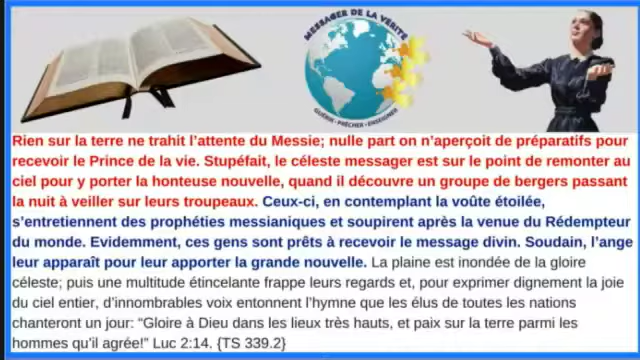 MESSAGER DE LA VÉRITÉ
GUÉRIR - PRÊCHER - ENSEIGNER
Rien sur la terre ne trahit l'attente du Messie; nulle part on n'aperçoit de préparatifs pour
recevoir le Prince de la vie. Stupéfait, le céleste messager est sur le point de remonter au
ciel pour y porter la honteuse nouvelle, quand il découvre un groupe de bergers passant
la nuit à veiller sur leurs troupeaux. Ceux-ci, en contemplant la voûte étoilée,
s'entretiennent des prophéties messianiques et soupirent après la venue du Rédempteur
du monde. Evidemment, ces gens sont prêts à recevoir le message divin. Soudain, l'ange
leur apparaît pour leur apporter la grande nouvelle. La plaine est inondée de la gloire
céleste; puis une multitude étincelante frappe leurs regards et, pour exprimer dignement la joie
du ciel entier, d'innombrables voix entonnent l'hymne que les élus de toutes les nations
chanteront un jour: “Gloire à Dieu dans les lieux très hauts, et paix sur la terre parmi les
hommes qu'il agrée!” Luc 2:14. {TS 339.2}